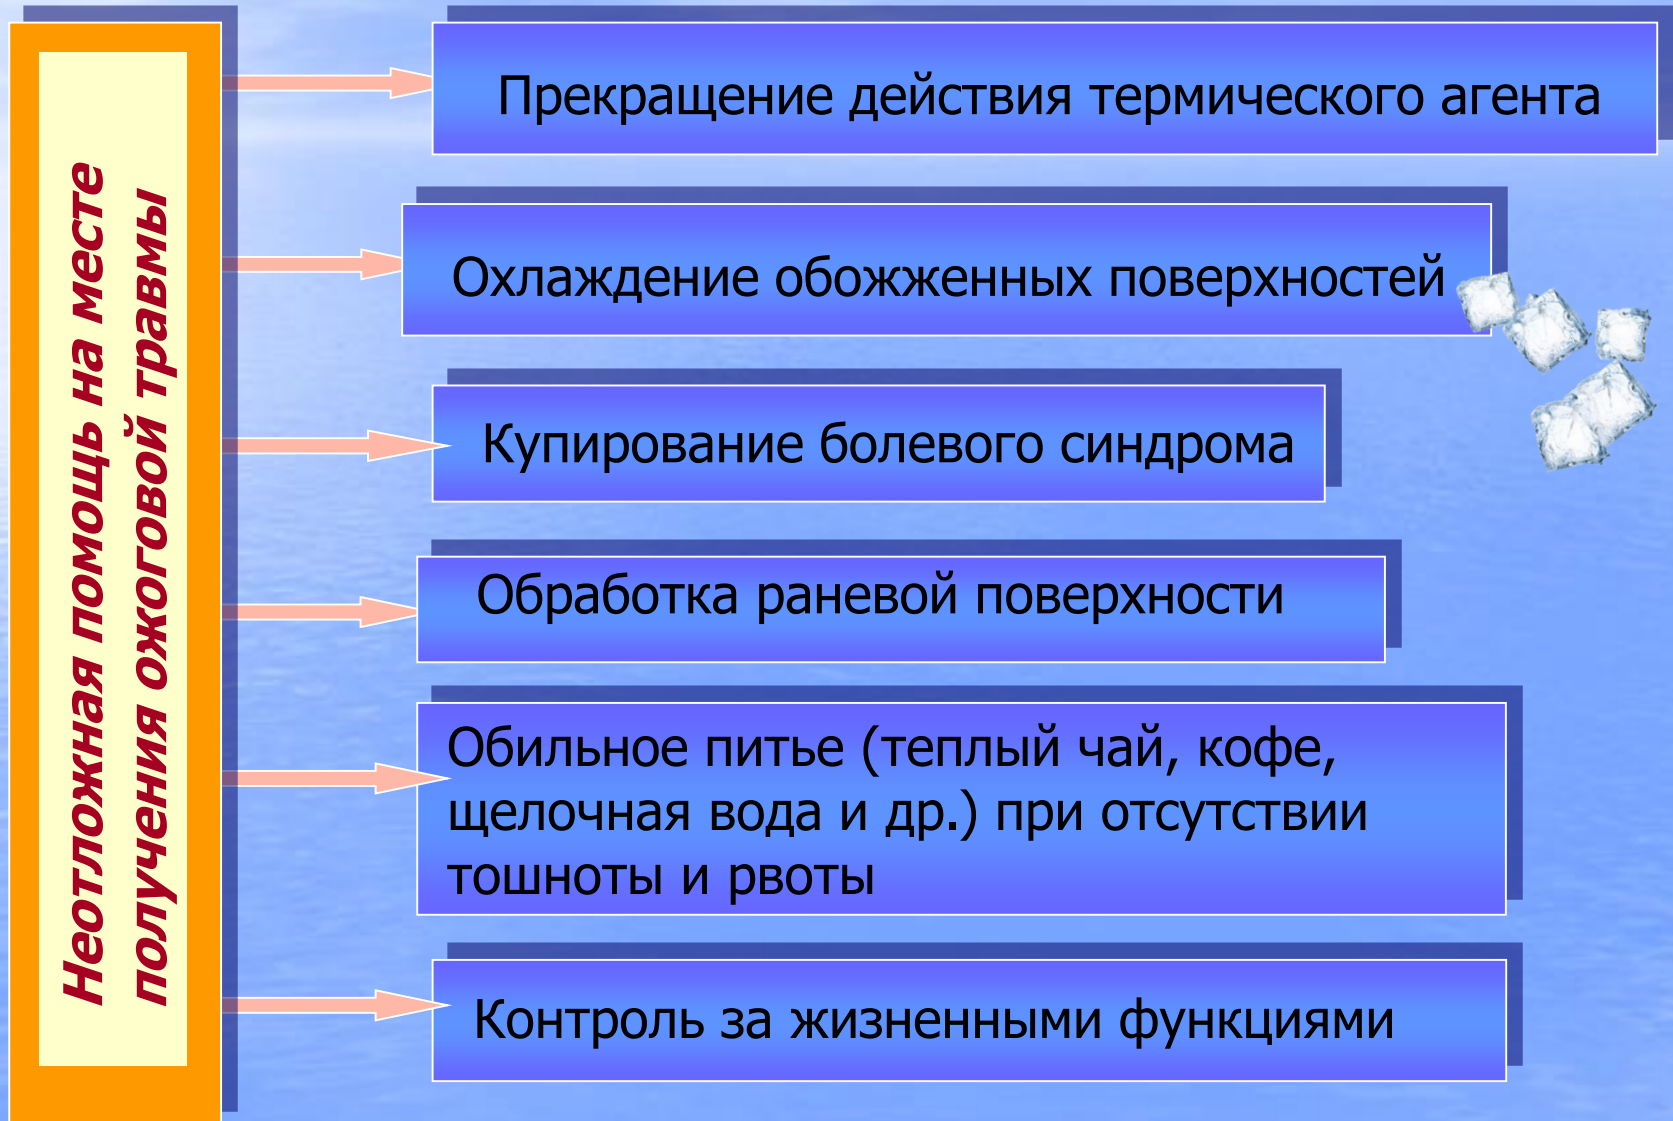 Неотложная помощь на месте
получения ожоговой травмы
Прекращение действия термического агента
Охлаждение обожженных поверхностей
Купирование болевого синдрома
Обработка раневой поверхности
Обильное питье (теплый чай, кофе,
щелочная вода и др.) при отсутствии
тошноты и рвоты
Контроль за жизненными функциями